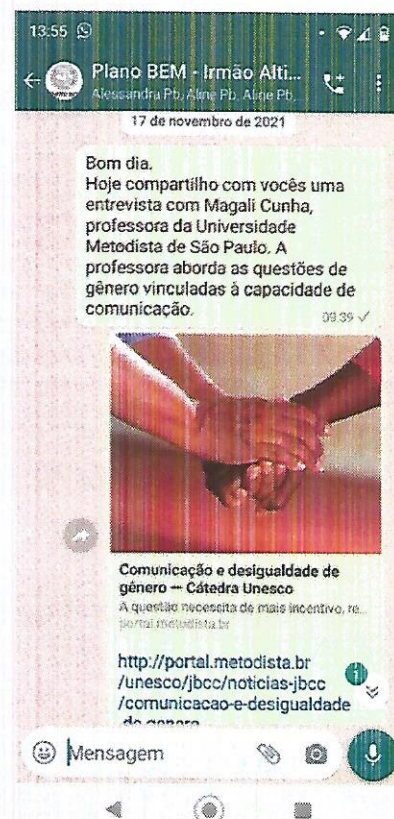 13:55
Plano BEM - Irmão Alti...
Alessandra Pb, Aline Pb, Aline Pb,
17 de novembro de 2021
Bom dia.
Hoje compartilho com vocês uma
entrevista com Magali Cunha,
professora da Universidade
Metodista de São Paulo. A
professora aborda as questões de
gênero vinculadas à capacidade de
comunicação.
09:39
Comunicação e desigualdade de
gênero — Cátedra Unesco
A questão necessita de mais incentivo, re...
portal.metodista.br
http://portal.metodista.br
/unesco/jbcc/noticias-jbcc
/comunicacao-e-desigualdade
-de-genero
1
Mensagem